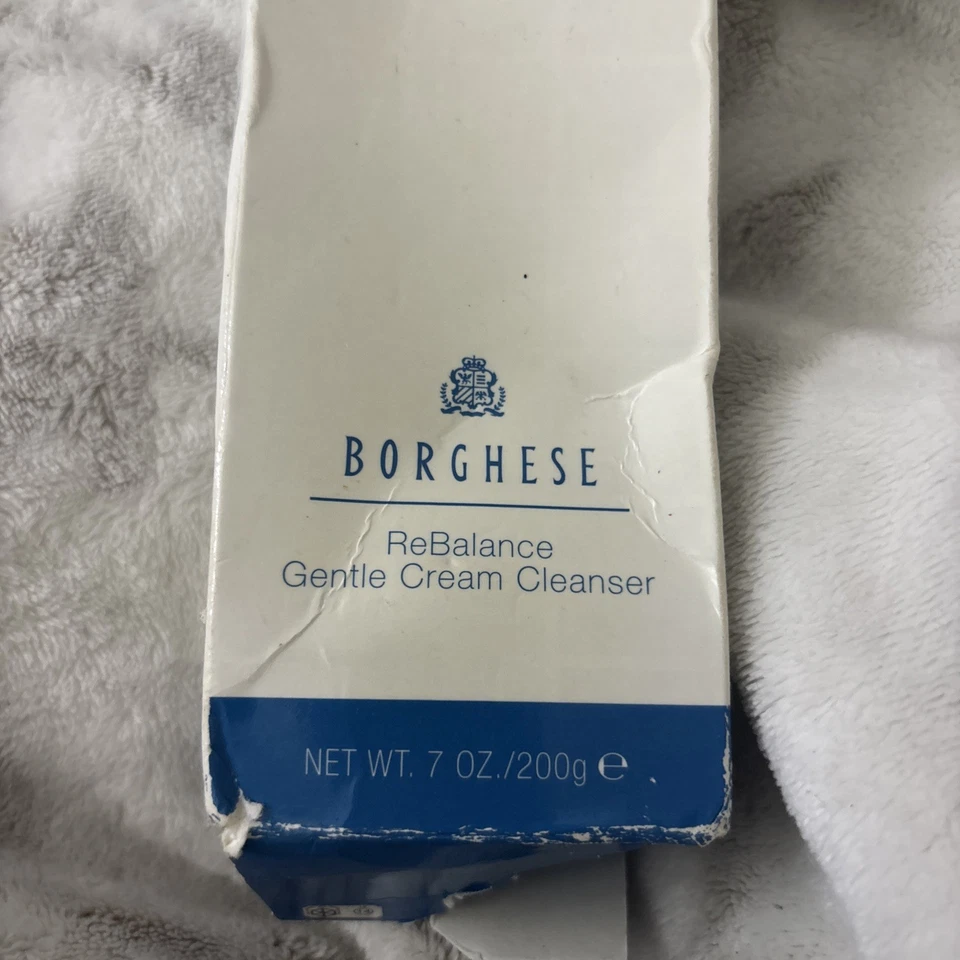 BORGHESE
ReBalance
Gentle Cream Cleanser
NET WT. 7 OZ./200g ℮